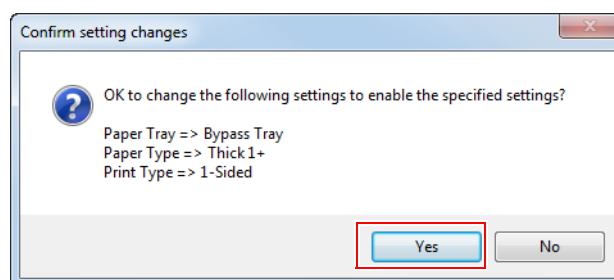 Confirm setting changes
OK to change the following settings to enable the specified settings?
Paper Tray => Bypass Tray
Paper Type => Thick 1+
Print Type => 1-Sided
Yes
No